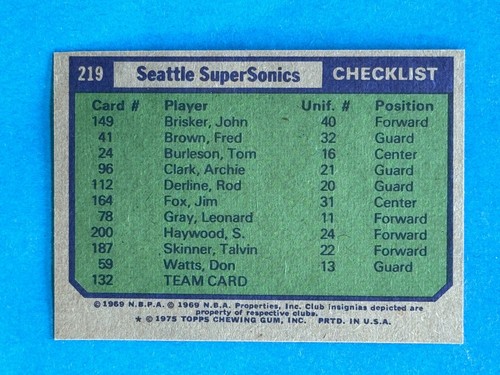 219 Seattle SuperSonics CHECKLIST
Card # Player Unif. # Position
149 Brisker, John 40 Forward
41 Brown, Fred 32 Guard
24 Burleson, Tom 16 Center
96 Clark, Archie 21 Guard
112 Derline, Rod 20 Guard
164 Fox, Jim 31 Center
78 Gray, Leonard 11 Forward
200 Haywood, S. 24 Forward
187 Skinner, Talvin 22 Forward
59 Watts, Don 13 Guard
132 TEAM CARD
© 1969 N.B.P.A. © 1969 N.B.A. Properties, Inc. Club insignias depicted are
property of respective clubs.
★ © 1975 TOPPS CHEWING GUM, INC. PRTD. IN U.S.A.